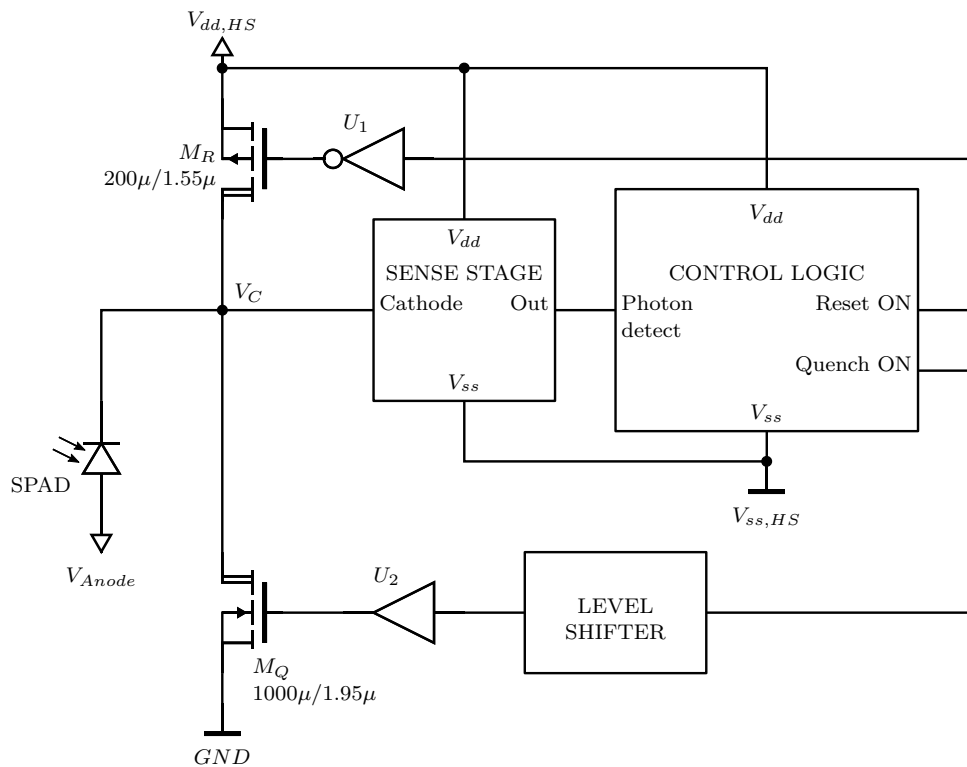 V_{dd,HS}
U_1
M_R
200μ/1.55μ
V_{dd}
V_{dd}
SENSE STAGE
CONTROL LOGIC
V_C
Cathode
Out
Photon
detect
Reset ON
Quench ON
V_{ss}
V_{ss}
SPAD
V_{ss,HS}
V_{Anode}
U_2
LEVEL
SHIFTER
M_Q
1000μ/1.95μ
GND